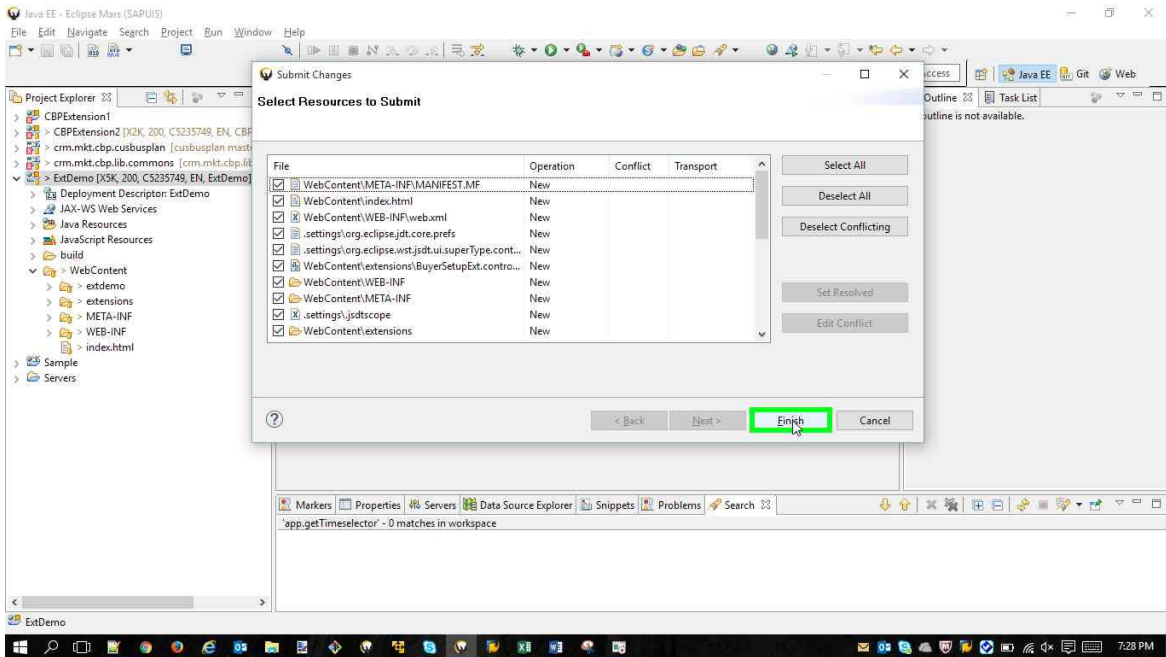 Java EE - Eclipse Mars (SAPUI5)
File Edit Navigate Search Project Run Window Help
Access Java EE Git Web
Submit Changes
Select Resources to Submit
Project Explorer
CBPExtension1
> CBPExtension2 [X2K, 200, C5235749, EN, CBP
> crm.mkt.cbp.cusbusplan [cusbusplan mast
> crm.mkt.cbp.lib.commons [crm.mkt.cbp.lib
> ExtDemo [X5K, 200, C5235749, EN, ExtDemo]
Deployment Descriptor: ExtDemo
JAX-WS Web Services
Java Resources
JavaScript Resources
build
> WebContent
> extdemo
> extensions
> META-INF
> WEB-INF
> index.html
Sample
Servers
File Operation Conflict Transport
WebContent\META-INF\MANIFEST.MF New
WebContent\index.html New
WebContent\WEB-INF\web.xml New
.settings\org.eclipse.jdt.core.prefs New
.settings\org.eclipse.wst.jsdt.ui.superType.cont... New
WebContent\extensions\BuyerSetupExt.contro... New
WebContent\WEB-INF New
WebContent\META-INF New
.settings\.jsdtscope New
WebContent\extensions New
Select All
Deselect All
Deselect Conflicting
Set Resolved
Edit Conflict
< Back Next > Finish Cancel
Outline Task List
outline is not available.
Markers Properties Servers Data Source Explorer Snippets Problems Search
'app.getTimeselector' - 0 matches in workspace
ExtDemo
7:28 PM